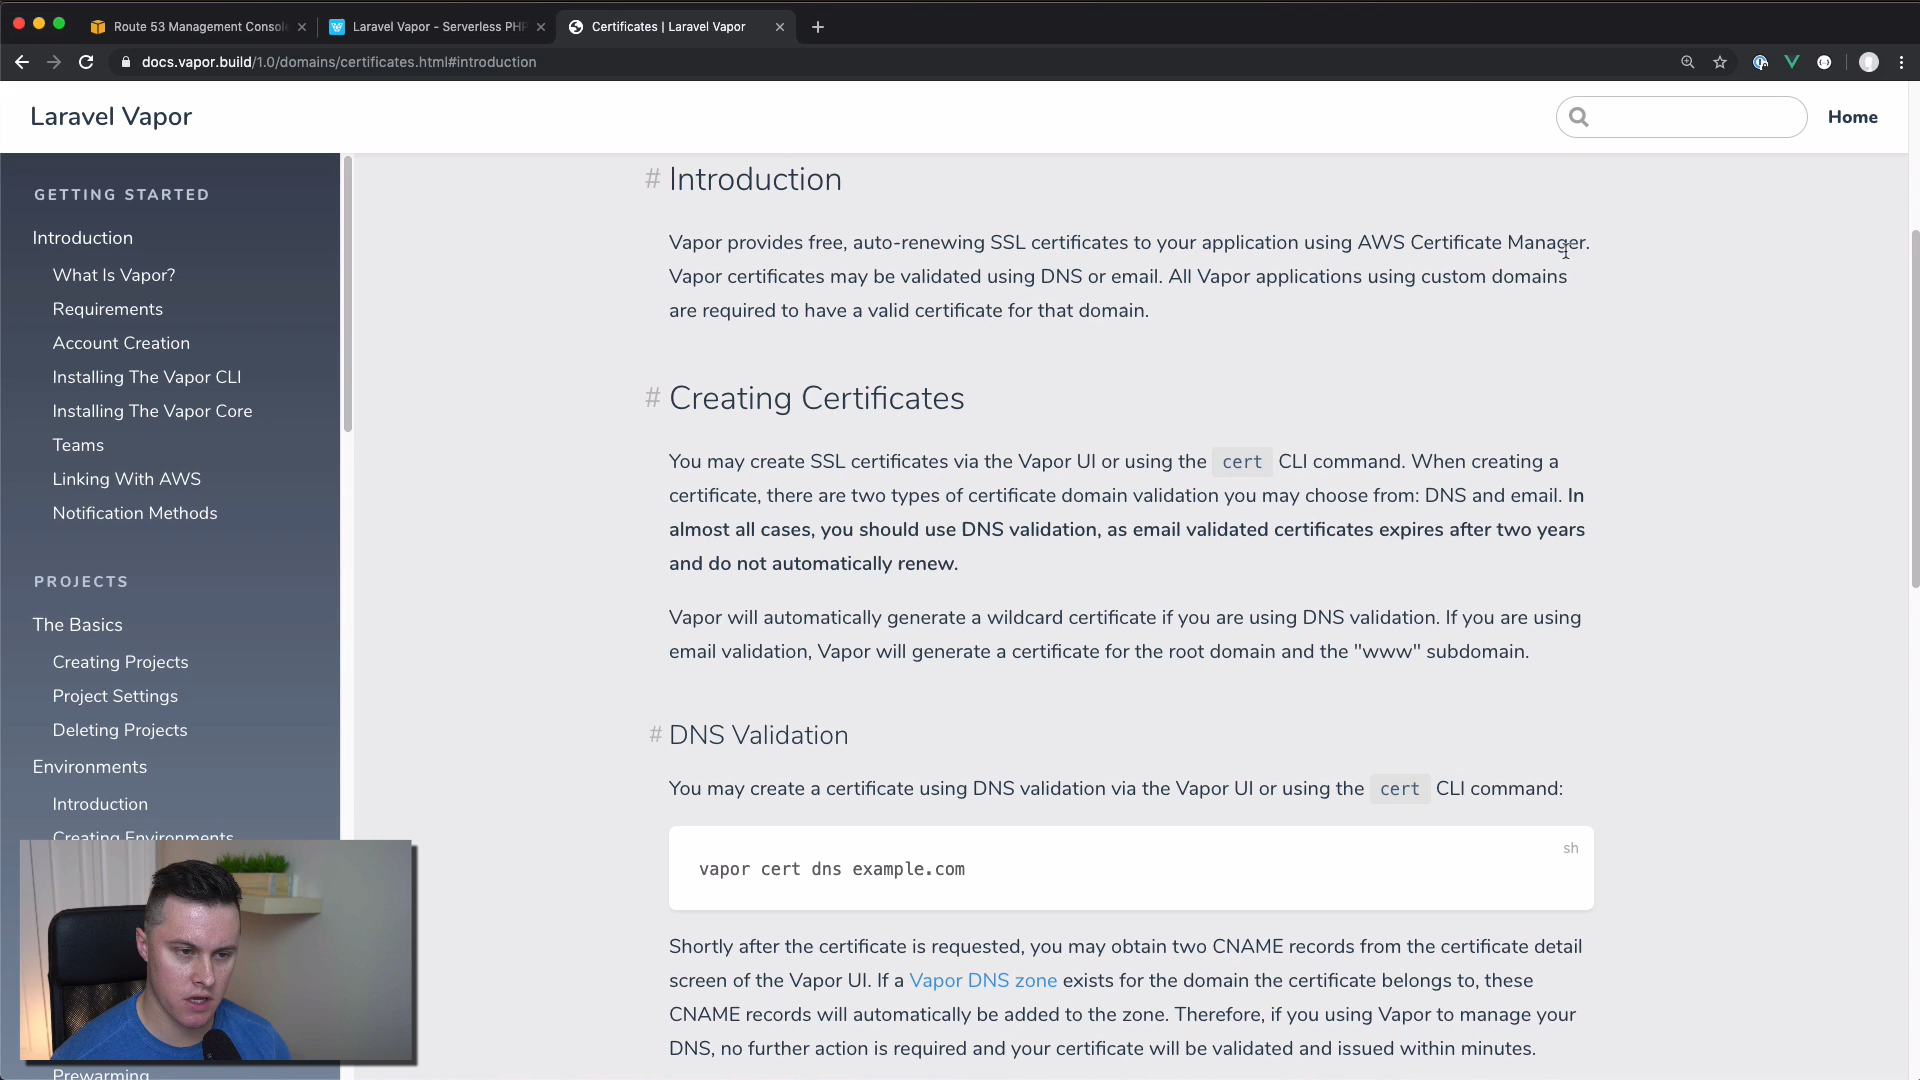 Route 53 Management Consol
Laravel Vapor - Serverless PHP
Certificates | Laravel Vapor
docs.vapor.build/1.0/domains/certificates.html#introduction
Laravel Vapor
Home
GETTING STARTED
Introduction
What Is Vapor?
Requirements
Account Creation
Installing The Vapor CLI
Installing The Vapor Core
Teams
Linking With AWS
Notification Methods
PROJECTS
The Basics
Creating Projects
Project Settings
Deleting Projects
Environments
Introduction
Creating Environments
Prewarming
# Introduction
Vapor provides free, auto-renewing SSL certificates to your application using AWS Certificate Manager.
Vapor certificates may be validated using DNS or email. All Vapor applications using custom domains
are required to have a valid certificate for that domain.
# Creating Certificates
You may create SSL certificates via the Vapor UI or using the cert CLI command. When creating a
certificate, there are two types of certificate domain validation you may choose from: DNS and email. In
almost all cases, you should use DNS validation, as email validated certificates expires after two years
and do not automatically renew.
Vapor will automatically generate a wildcard certificate if you are using DNS validation. If you are using
email validation, Vapor will generate a certificate for the root domain and the "www" subdomain.
# DNS Validation
You may create a certificate using DNS validation via the Vapor UI or using the cert CLI command:
sh
vapor cert dns example.com
Shortly after the certificate is requested, you may obtain two CNAME records from the certificate detail
screen of the Vapor UI. If a Vapor DNS zone exists for the domain the certificate belongs to, these
CNAME records will automatically be added to the zone. Therefore, if you using Vapor to manage your
DNS, no further action is required and your certificate will be validated and issued within minutes.